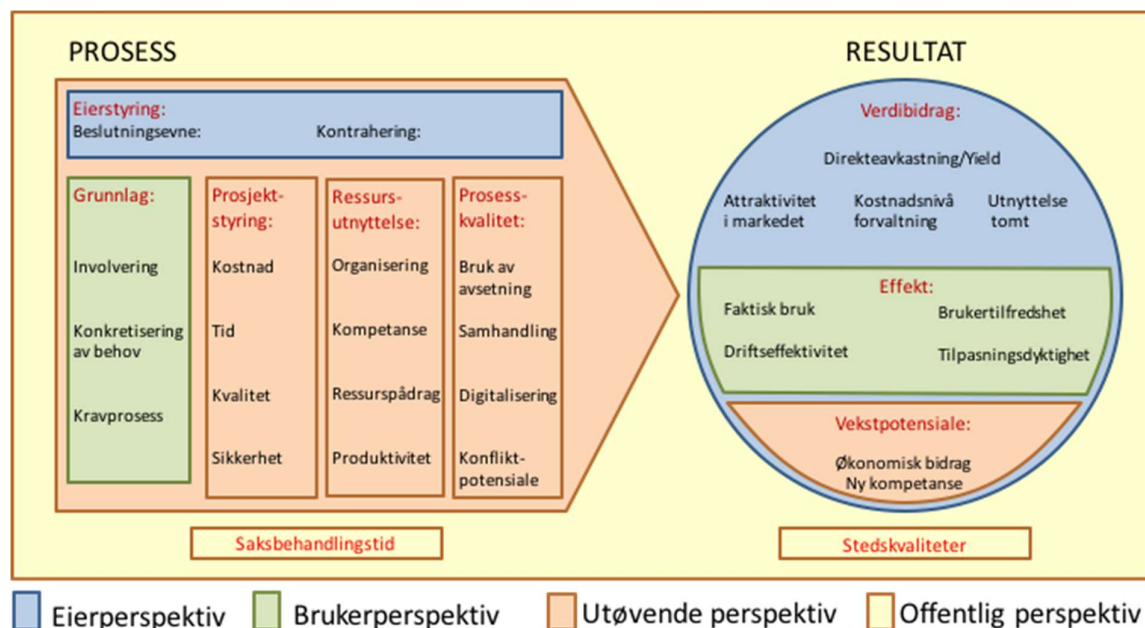 PROSESS
RESULTAT
Eierstyring:
Beslutningsevne:
Kontrahering:
Grunnlag:
Involvering
Konkretisering
av behov
Kravprosess
Prosjekt-
styring:
Kostnad
Tid
Kvalitet
Sikkerhet
Ressurs-
utnyttelse:
Organisering
Kompetanse
Ressurspådrag
Produktivitet
Prosess-
kvalitet:
Bruk av
avsetning
Samhandling
Digitalisering
Konflikt-
potensiale
Saksbehandlingstid
Verdibidrag:
Direkteavkastning/Yield
Attraktivitet
i markedet
Kostnadsnivå
forvaltning
Utnyttelse
tomt
Effekt:
Faktisk bruk
Brukertilfredshet
Driftseffektivitet
Tilpasningsdyktighet
Vekstpotensiale:
Økonomisk bidrag
Ny kompetanse
Stedskvaliteter
Eierperspektiv
Brukerperspektiv
Utøvende perspektiv
Offentlig perspektiv